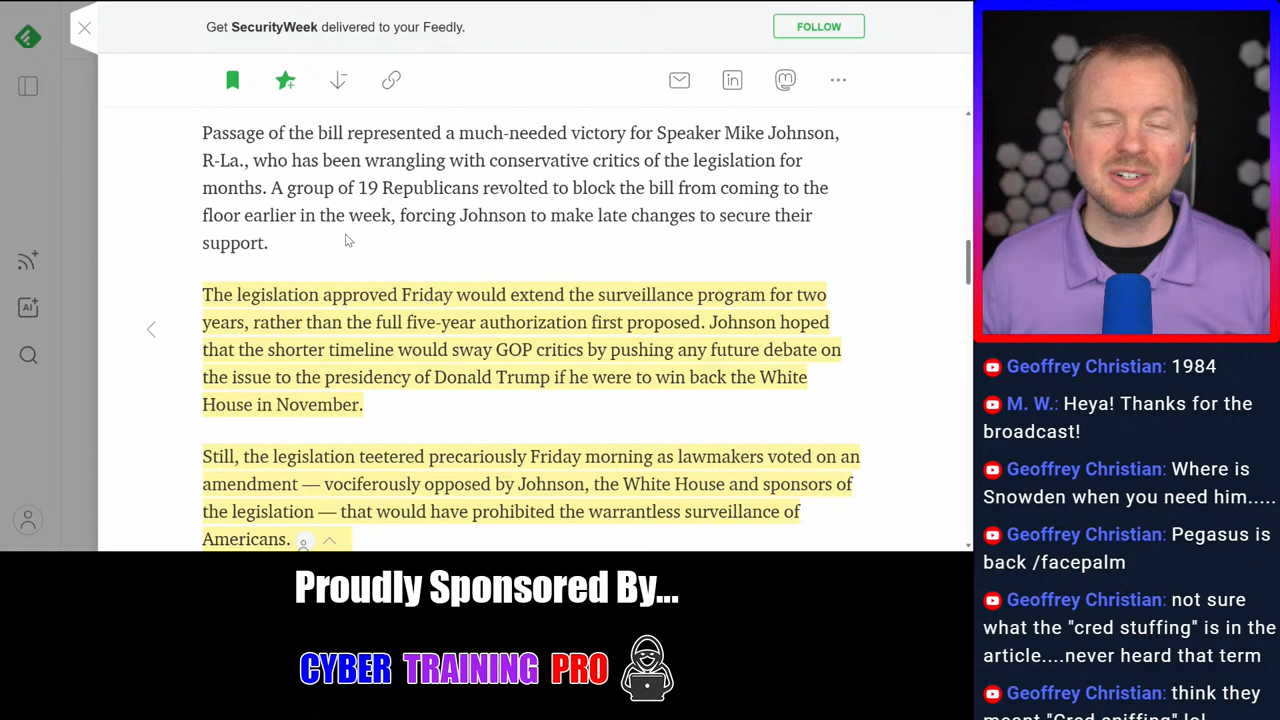 Get SecurityWeek delivered to your Feedly.
FOLLOW
Passage of the bill represented a much-needed victory for Speaker Mike Johnson,
R-La., who has been wrangling with conservative critics of the legislation for
months. A group of 19 Republicans revolted to block the bill from coming to the
floor earlier in the week, forcing Johnson to make late changes to secure their
support.
The legislation approved Friday would extend the surveillance program for two
years, rather than the full five-year authorization first proposed. Johnson hoped
that the shorter timeline would sway GOP critics by pushing any future debate on
the issue to the presidency of Donald Trump if he were to win back the White
House in November.
Still, the legislation teetered precariously Friday morning as lawmakers voted on an
amendment — vociferously opposed by Johnson, the White House and sponsors of
the legislation — that would have prohibited the warrantless surveillance of
Americans.
AI+
Proudly Sponsored By...
CYBER TRAINING PRO
Geoffrey Christian: 1984
M. W.: Heya! Thanks for the
broadcast!
Geoffrey Christian: Where is
Snowden when you need him.....
Geoffrey Christian: Pegasus is
back /facepalm
Geoffrey Christian: not sure
what the "cred stuffing" is in the
article....never heard that term
Geoffrey Christian: think they
meant "Cred sniffing" lol